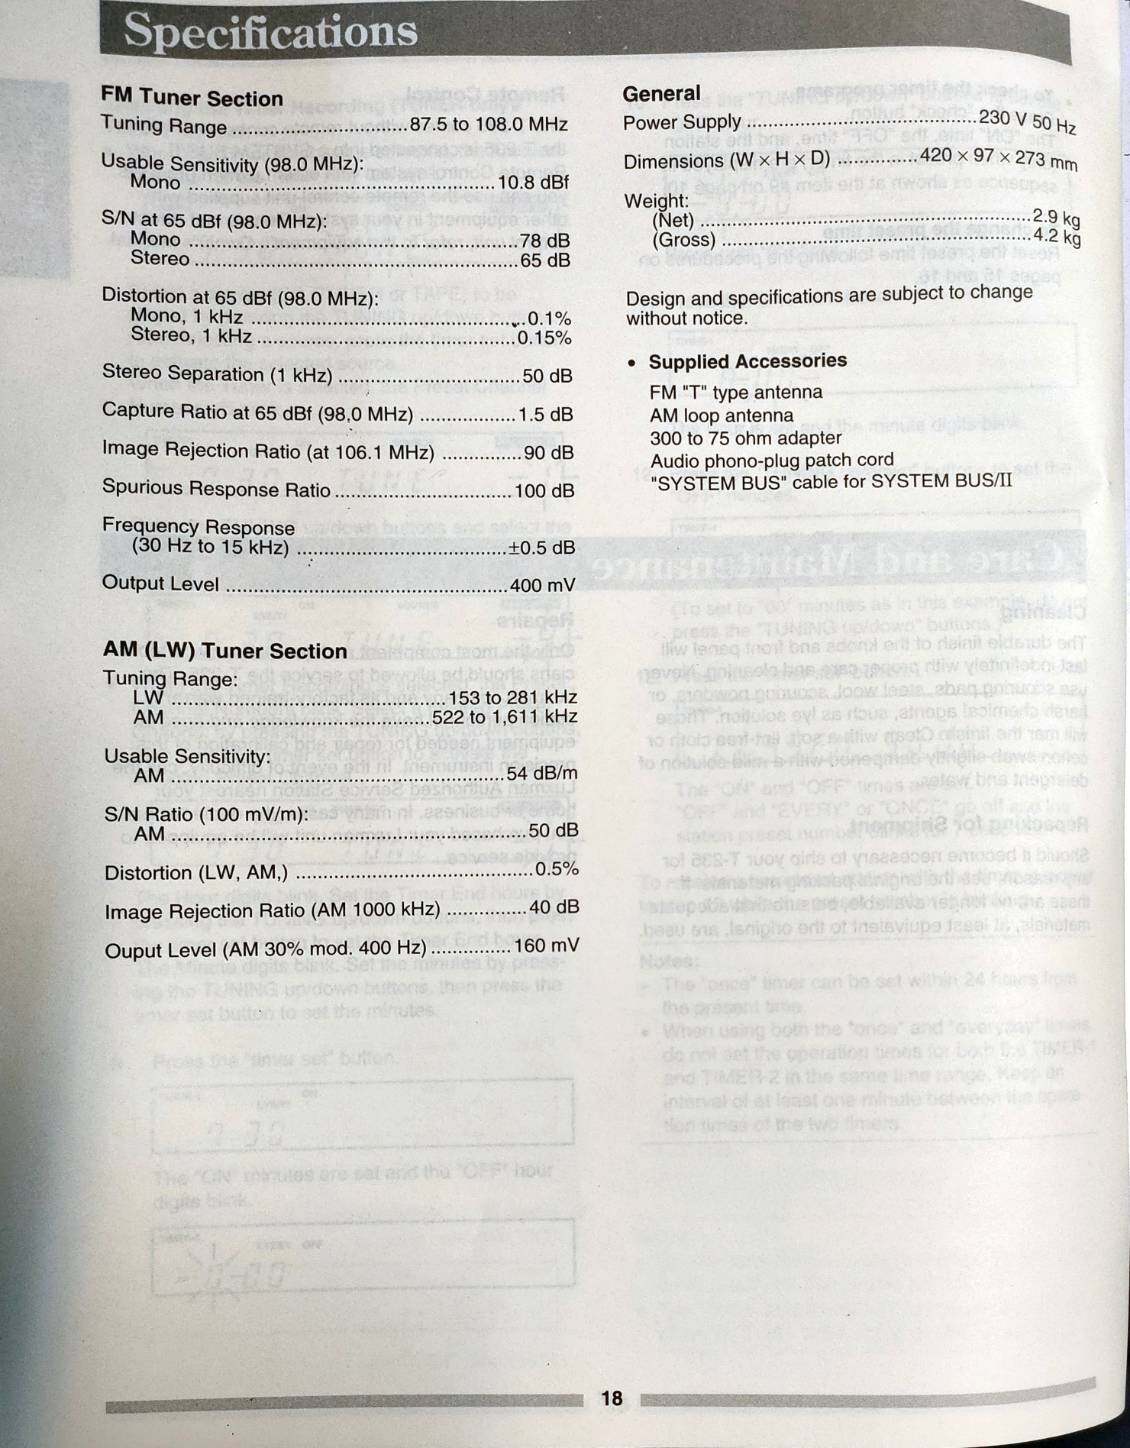 Specifications
FM Tuner Section
Tuning Range ................................ 87.5 to 108.0 MHz
Usable Sensitivity (98.0 MHz):
Mono ........................................................ 10.8 dBf
S/N at 65 dBf (98.0 MHz):
Mono ............................................................ 78 dB
Stereo ........................................................... 65 dB
Distortion at 65 dBf (98.0 MHz):
Mono, 1 kHz .................................................. 0.1%
Stereo, 1 kHz ............................................... 0.15%
Stereo Separation (1 kHz) ................................. 50 dB
Capture Ratio at 65 dBf (98.0 MHz) ................. 1.5 dB
Image Rejection Ratio (at 106.1 MHz) .............. 90 dB
Spurious Response Ratio ................................ 100 dB
Frequency Response
(30 Hz to 15 kHz) ...................................... ±0.5 dB
Output Level ................................................... 400 mV
AM (LW) Tuner Section
Tuning Range:
LW .................................................. 153 to 281 kHz
AM ............................................... 522 to 1,611 kHz
Usable Sensitivity:
AM ............................................................. 54 dB/m
S/N Ratio (100 mV/m):
AM ................................................................ 50 dB
Distortion (LW, AM,) ........................................... 0.5%
Image Rejection Ratio (AM 1000 kHz) .............. 40 dB
Ouput Level (AM 30% mod. 400 Hz) ............... 160 mV
General
Power Supply .......................................... 230 V 50 Hz
Dimensions (W × H × D) .............. 420 × 97 × 273 mm
Weight:
(Net) ............................................................ 2.9 kg
(Gross) ........................................................ 4.2 kg
Design and specifications are subject to change
without notice.
• Supplied Accessories
FM "T" type antenna
AM loop antenna
300 to 75 ohm adapter
Audio phono-plug patch cord
"SYSTEM BUS" cable for SYSTEM BUS/II
18